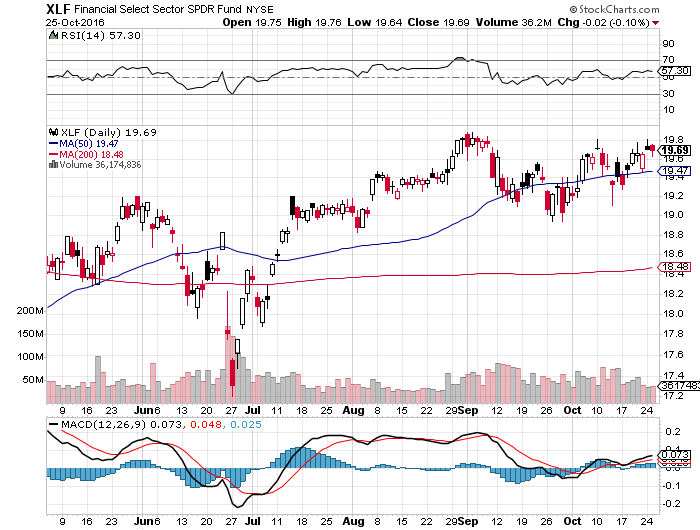 XLF Financial Select Sector SPDR Fund NYSE © StockCharts.com
25-Oct-2016 Open 19.75 High 19.76 Low 19.64 Close 19.69 Volume 36.2M Chg -0.02 (-0.10%)
RSI(14) 57.30
90
70
57.30
50
30
10
XLF (Daily) 19.69
MA(50) 19.47
MA(200) 18.48
Volume 36,174,836
19.8
19.69
19.6
19.47
19.4
19.2
19.0
18.8
18.6
18.48
18.4
18.2
18.0
17.8
17.6
17.4
17.2
200M
150M
100M
50M
3617483
9 16 23 Jun 6 13 20 27 Jul 11 18 25 Aug 8 15 22 29 Sep 12 19 26 Oct 10 17 24
MACD(12,26,9) 0.073, 0.048, 0.025
0.2
0.1
0.073
-0.1
-0.2
9 16 23 Jun 6 13 20 27 Jul 11 18 25 Aug 8 15 22 29 Sep 12 19 26 Oct 10 17 24